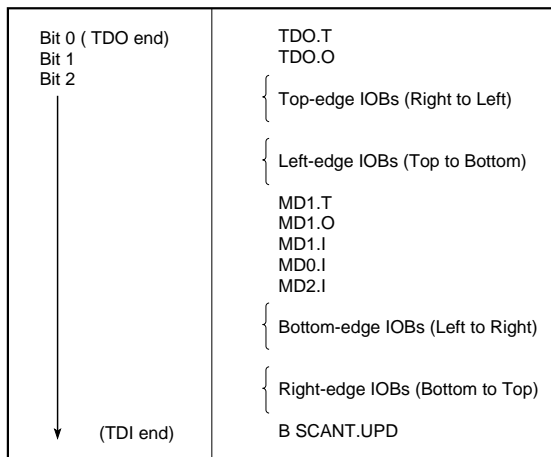 Bit 0 ( TDO end)
Bit 1
Bit 2
(TDI end)
TDO.T
TDO.O
Top-edge IOBs (Right to Left)
Left-edge IOBs (Top to Bottom)
MD1.T
MD1.O
MD1.I
MD0.I
MD2.I
Bottom-edge IOBs (Left to Right)
Right-edge IOBs (Bottom to Top)
B SCANT.UPD